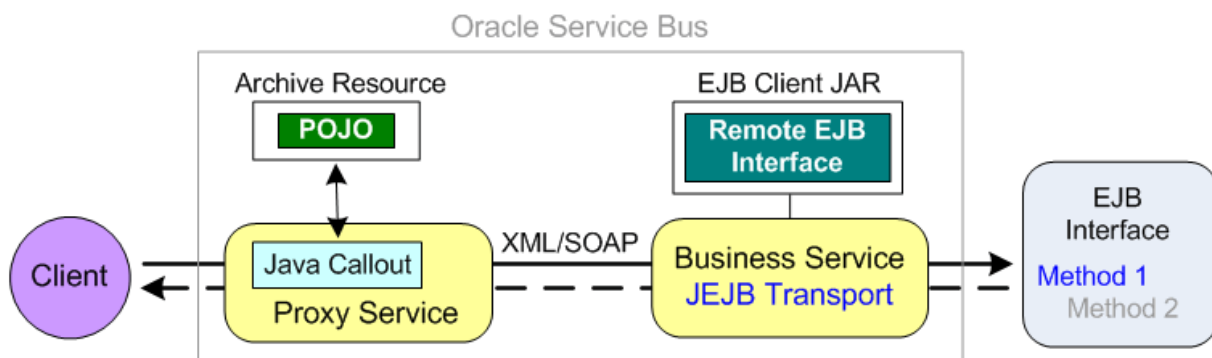 Oracle Service Bus
Archive Resource
POJO
EJB Client JAR
Remote EJB
Interface
Client
Java Callout
Proxy Service
XML/SOAP
Business Service
JEJB Transport
EJB
Interface
Method 1
Method 2